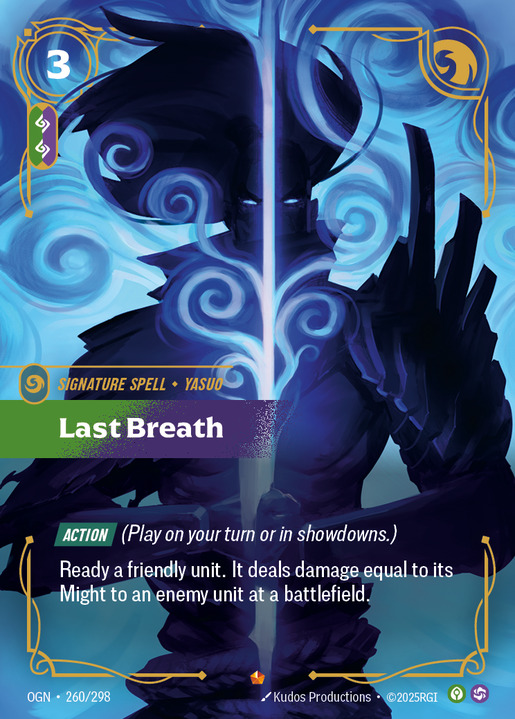 3
SIGNATURE SPELL • YASUO
Last Breath
ACTION (Play on your turn or in showdowns.)
Ready a friendly unit. It deals damage equal to its
Might to an enemy unit at a battlefield.
OGN • 260/298 Kudos Productions • ©2025RGI